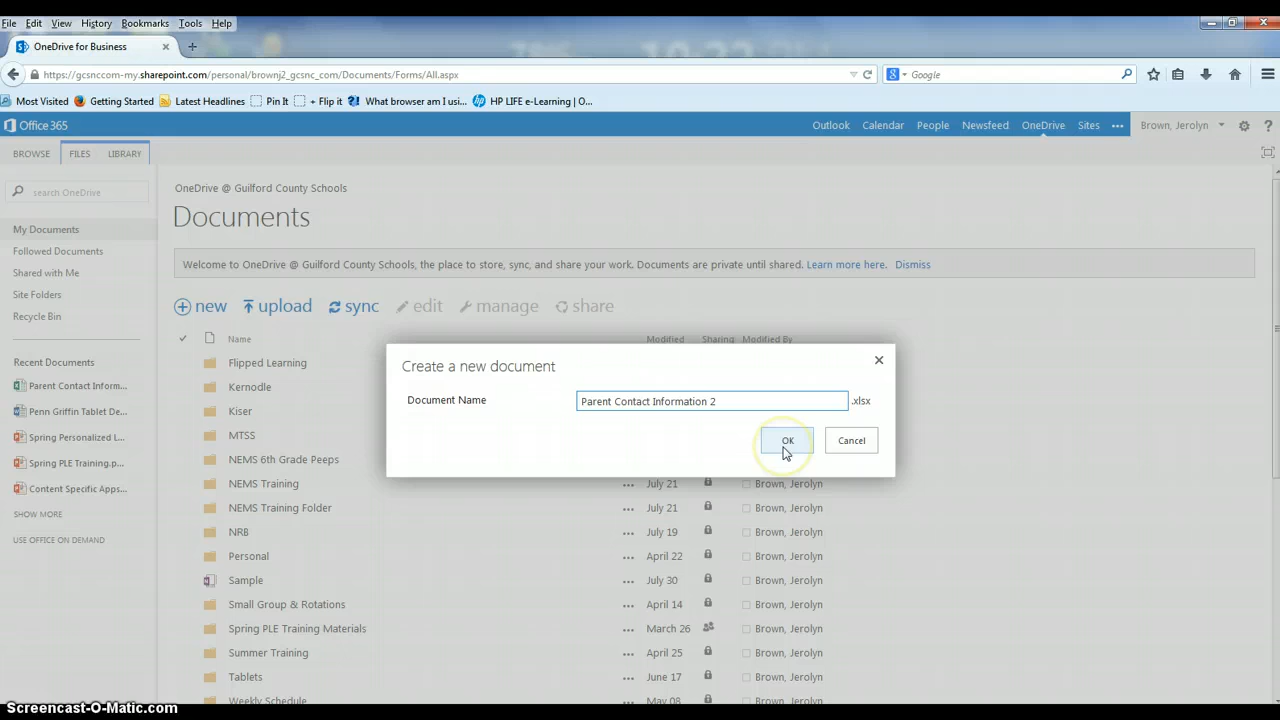 File Edit View History Bookmarks Tools Help
OneDrive for Business
https://gcsnccom-my.sharepoint.com/personal/brownj2_gcsnc_com/Documents/Forms/All.aspx
Google
Most Visited Getting Started Latest Headlines Pin It + Flip it What browser am I usi... HP LIFE e-Learning | O...
Office 365 Outlook Calendar People Newsfeed OneDrive Sites ••• Brown, Jerolyn ?
BROWSE FILES LIBRARY
search OneDrive
OneDrive @ Guilford County Schools
Documents
My Documents
Followed Documents
Shared with Me
Site Folders
Recycle Bin
Recent Documents
Parent Contact Inform...
Penn Griffin Tablet De...
Spring Personalized L...
Spring PLE Training.p...
Content Specific Apps...
SHOW MORE
USE OFFICE ON DEMAND
Welcome to OneDrive @ Guilford County Schools, the place to store, sync, and share your work. Documents are private until shared. Learn more here. Dismiss
new upload sync edit manage share
Name Modified Sharing Modified By
Flipped Learning
Kernodle
Kiser
MTSS
NEMS 6th Grade Peeps
NEMS Training ... July 21 Brown, Jerolyn
NEMS Training Folder ... July 21 Brown, Jerolyn
NRB ... July 19 Brown, Jerolyn
Personal ... April 22 Brown, Jerolyn
Sample ... July 30 Brown, Jerolyn
Small Group & Rotations ... April 14 Brown, Jerolyn
Spring PLE Training Materials ... March 26 Brown, Jerolyn
Summer Training ... April 25 Brown, Jerolyn
Tablets ... June 17 Brown, Jerolyn
Weekly Schedule ... May 08 Brown, Jerolyn
Create a new document
Document Name Parent Contact Information 2 .xlsx
OK Cancel
Screencast-O-Matic.com